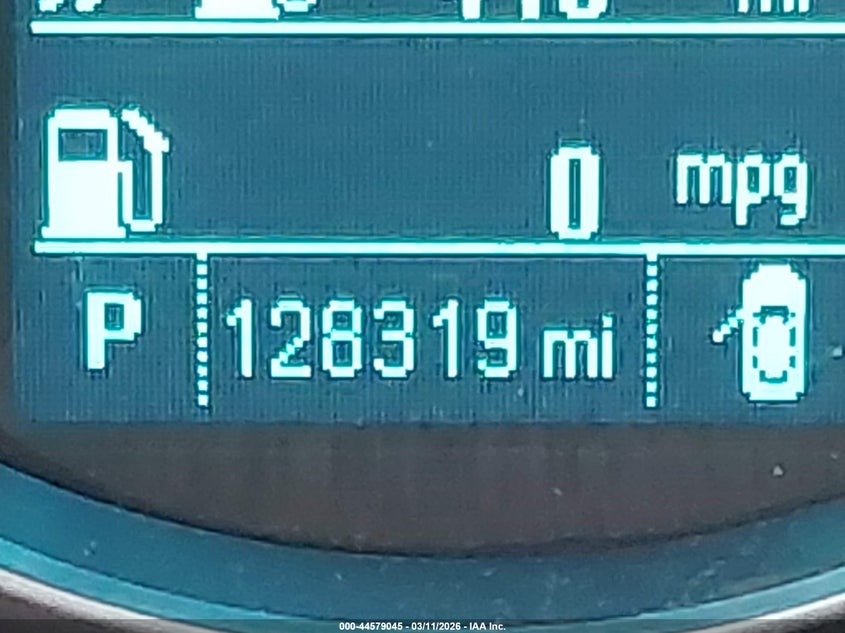 0 mpg
P 128319 mi
000-44579045 - 03/11/2026 - IAA Inc.